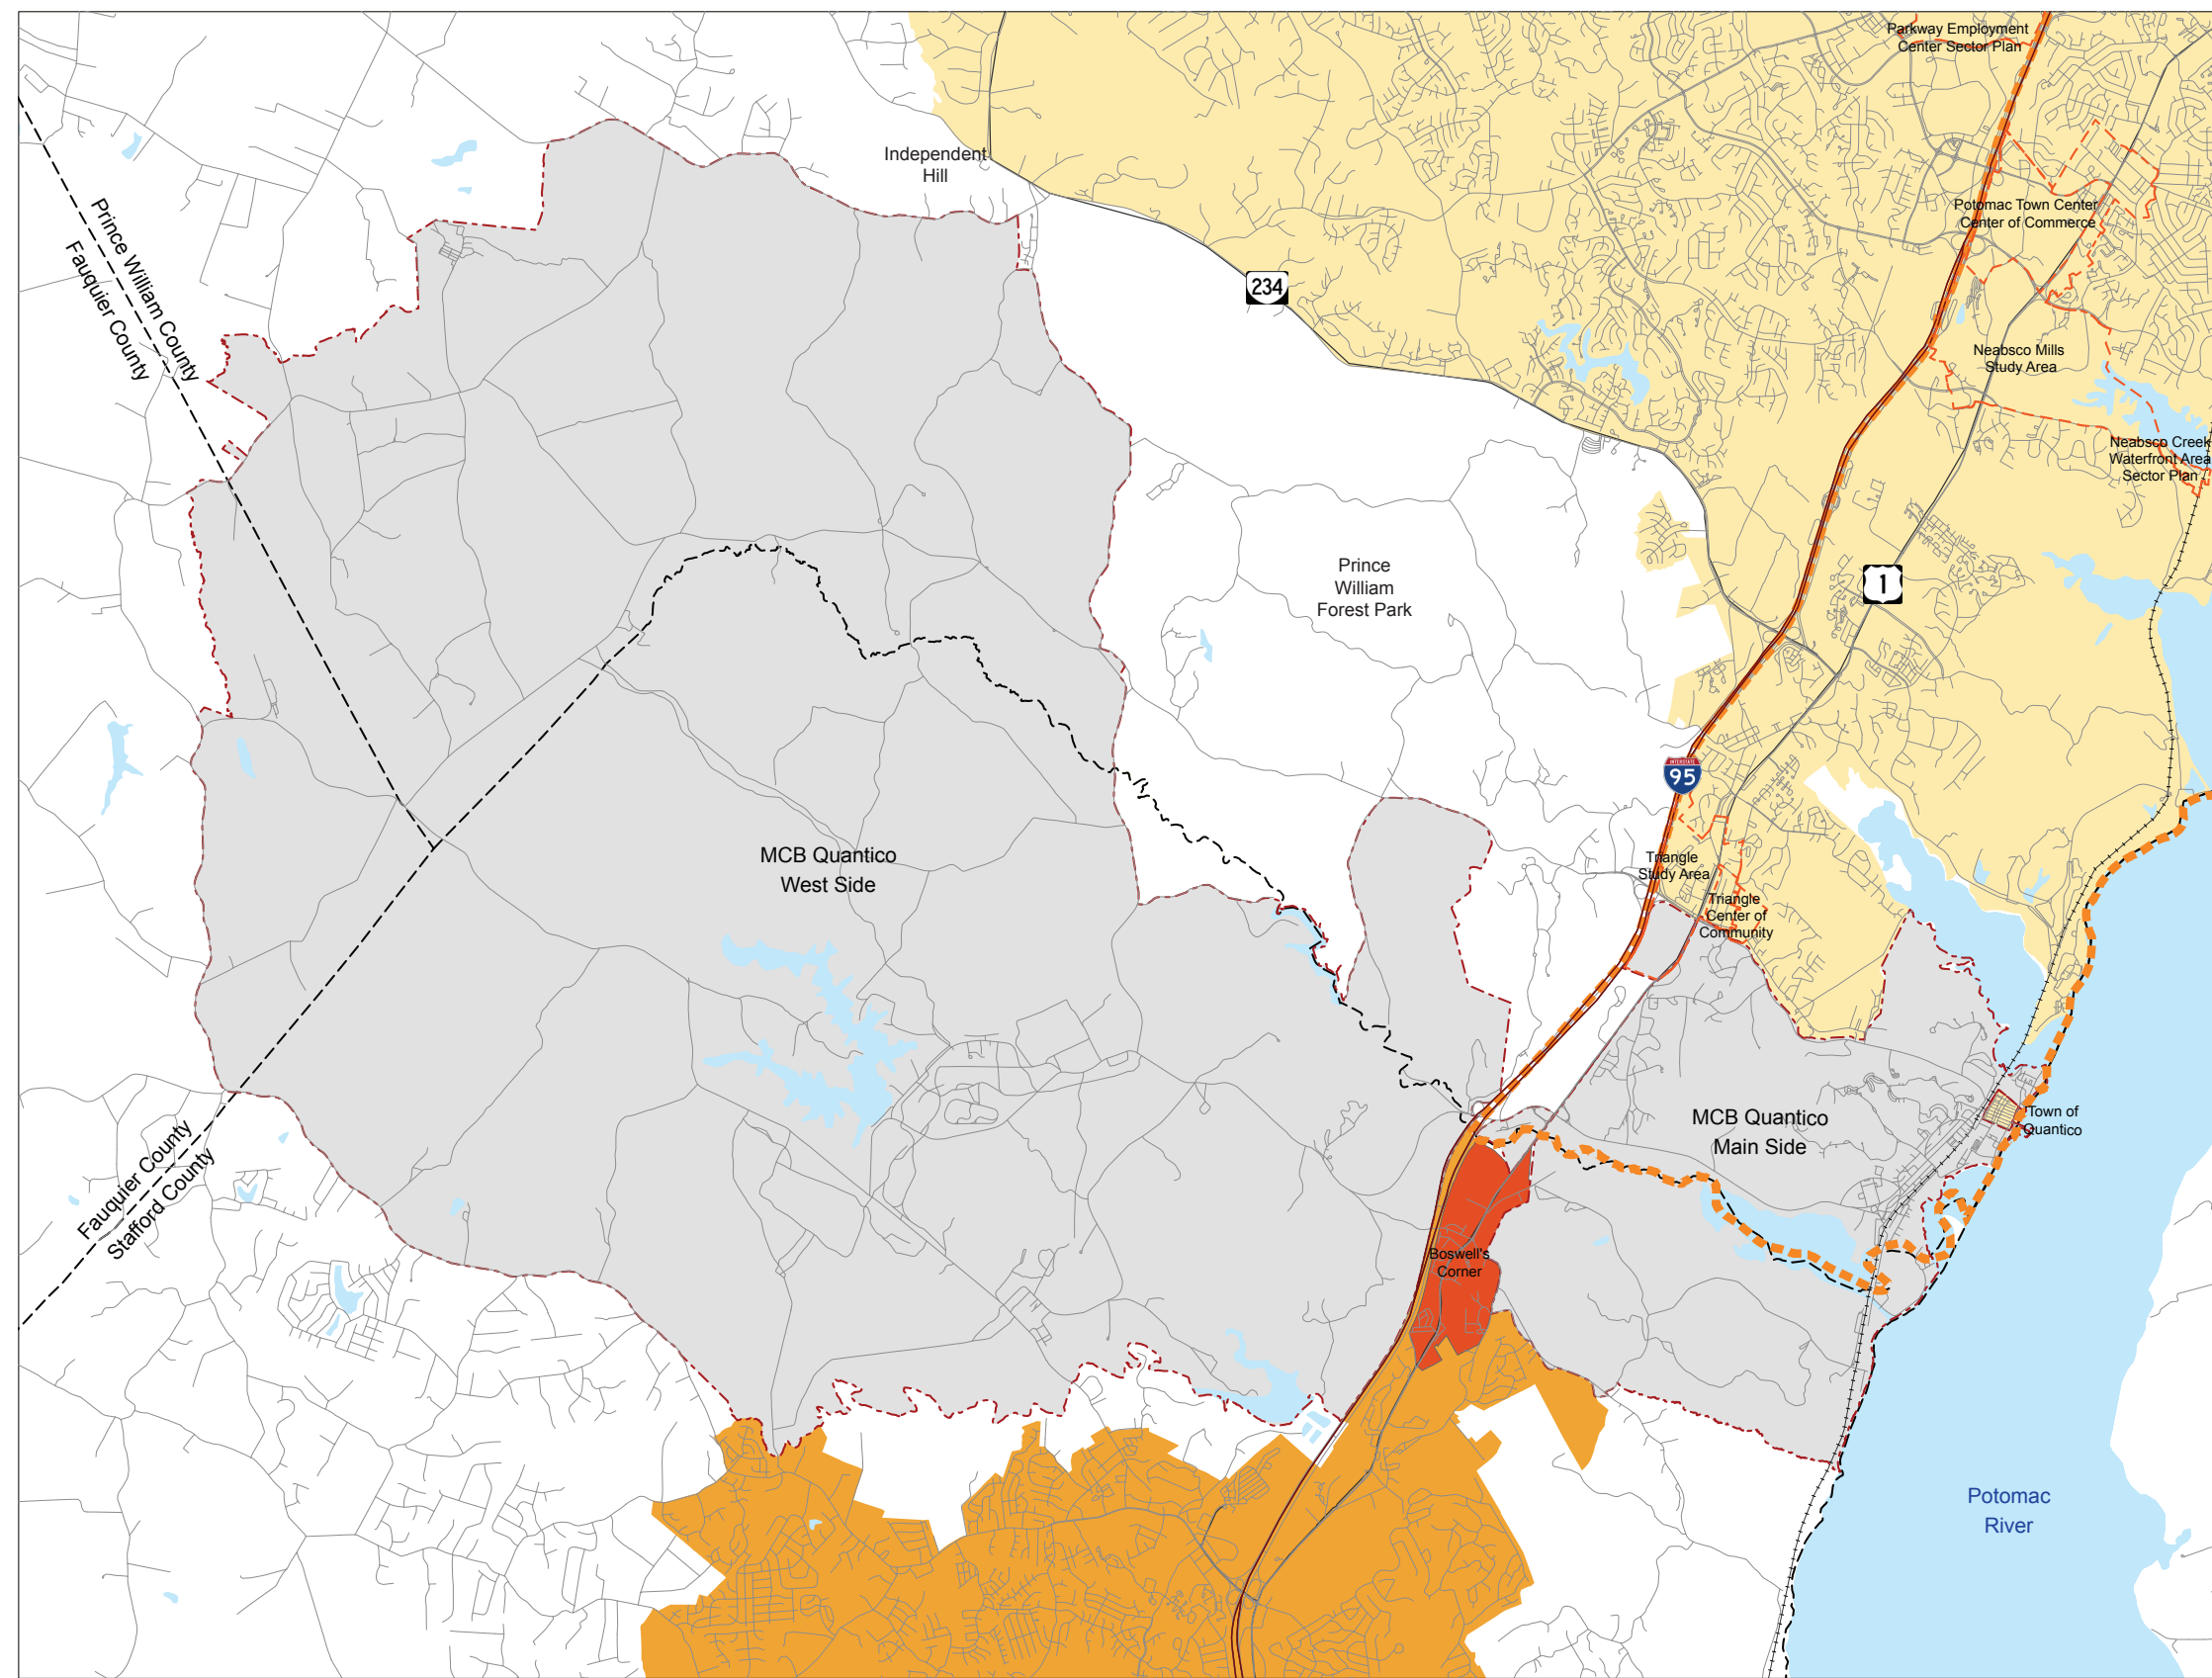 Parkway Employment
Center Sector Plan
Independent
Hill
Potomac Town Center
Center of Commerce
Prince William County
Fauquier County
234
Neabsco Mills
Study Area
Neabsco Creek
Waterfront Area
Sector Plan
Prince
William
Forest Park
1
INTERSTATE
95
MCB Quantico
West Side
Triangle
Study Area
Triangle
Center of
Community
MCB Quantico
Main Side
Town of
Quantico
Fauquier County
Stafford County
Boswell's
Corner
Potomac
River